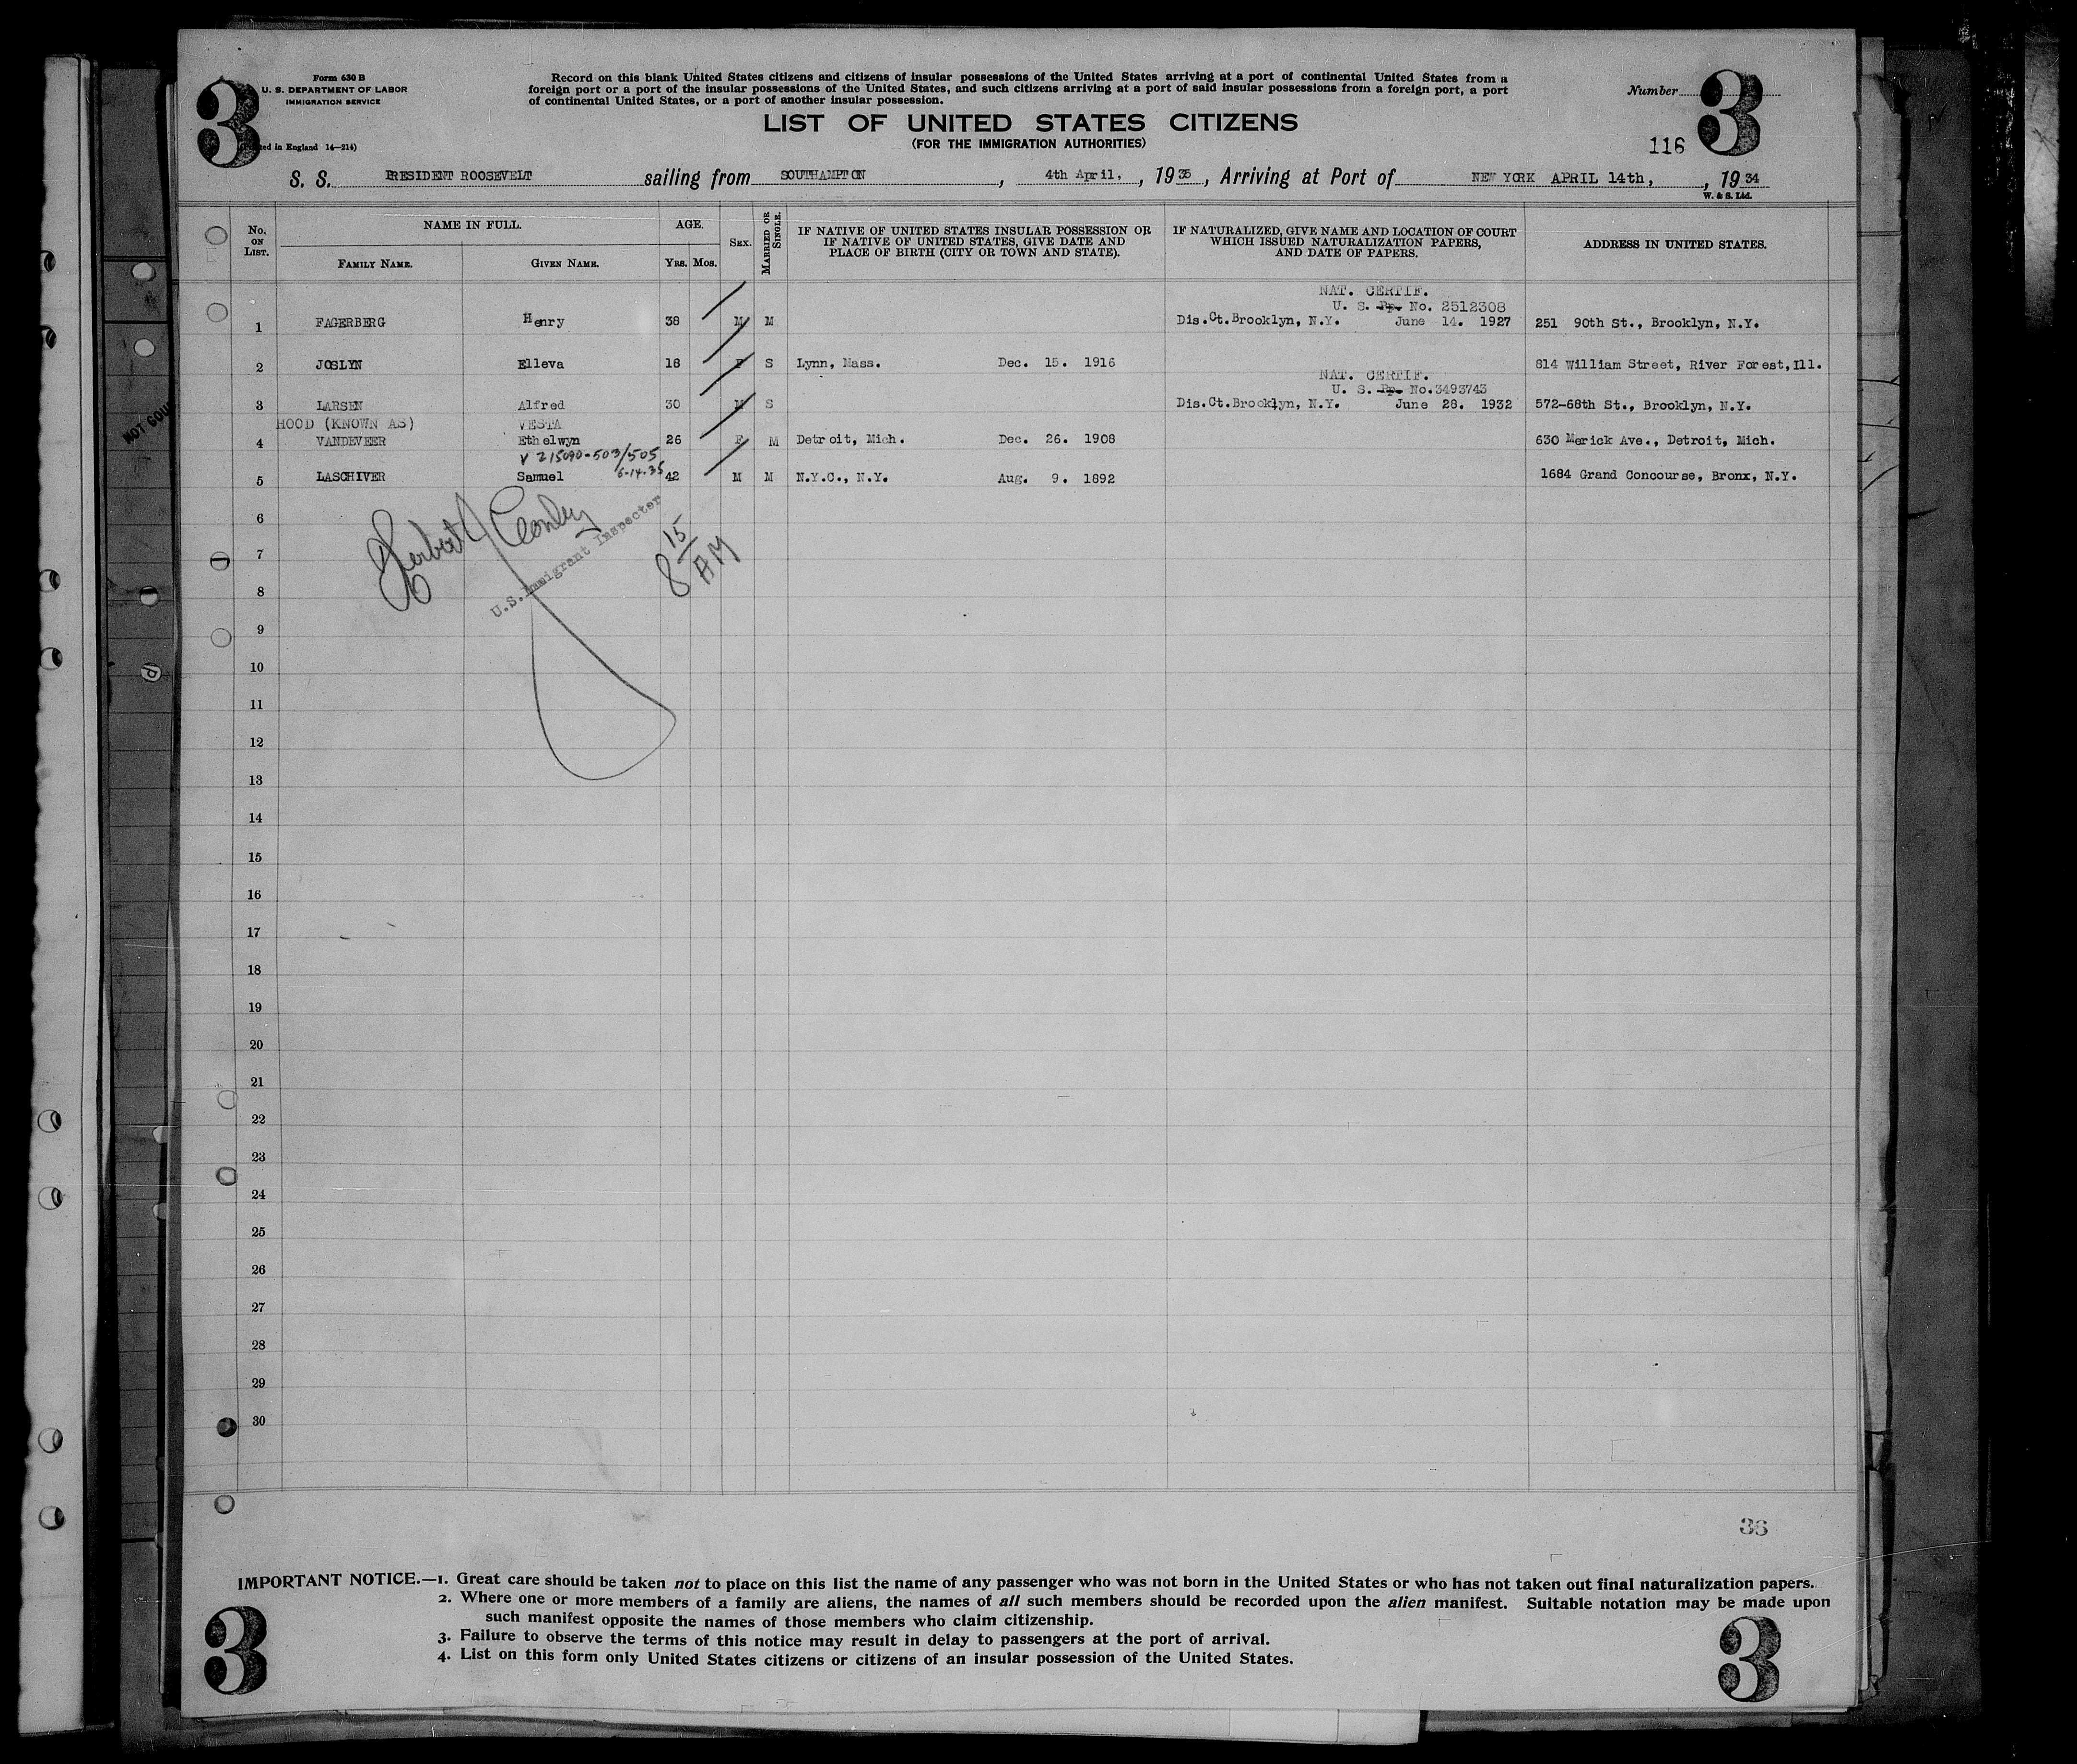 3
Form 630 B
U. S. DEPARTMENT OF LABOR
IMMIGRATION SERVICE
ted in England 14—214)
Record on this blank United States citizens and citizens of insular possessions of the United States arriving at a port of continental United States from a
foreign port or a port of the insular possessions of the United States, and such citizens arriving at a port of said insular possessions from a foreign port, a port
of continental United States, or a port of another insular possession.
LIST OF UNITED STATES CITIZENS
(FOR THE IMMIGRATION AUTHORITIES)
Number
3
116
S. S. PRESIDENT ROOSEVELT sailing from SOUTHAMPTON, 4th April, 1935, Arriving at Port of NEW YORK APRIL 14th, , 1934
W. & S. Ltd.
No. ON LIST.
NAME IN FULL.
FAMILY NAME.
GIVEN NAME.
AGE.
YRS. MOS.
SEX.
MARRIED OR SINGLE.
IF NATIVE OF UNITED STATES INSULAR POSSESSION OR
IF NATIVE OF UNITED STATES, GIVE DATE AND
PLACE OF BIRTH (CITY OR TOWN AND STATE).
IF NATURALIZED, GIVE NAME AND LOCATION OF COURT
WHICH ISSUED NATURALIZATION PAPERS,
AND DATE OF PAPERS.
ADDRESS IN UNITED STATES.
NAT. CERTIF.
U. S. Pp. No. 2512308
1 FAGERBERG Henry 38 M M Dis.Ct.Brooklyn, N.Y. June 14. 1927 251 90th St., Brooklyn, N.Y.
2 JOSLYN Elleva 18 F S Lynn, Mass. Dec. 15. 1916 814 William Street, River Forest, Ill.
NAT. CERTIF.
U. S. Pp. No.3493743
3 LARSEN Alfred 30 M S Dis.Ct.Brooklyn, N.Y. June 28. 1932 572-68th St., Brooklyn, N.Y.
HOOD (KNOWN AS) VESTA
4 VANDEVEER Ethelwyn 26 F M Detroit, Mich. Dec. 26. 1908 630 Merick Ave., Detroit, Mich.
V 215090-503/505
6-14-35
5 LASCHIVER Samuel 42 M M N.Y.C., N.Y. Aug. 9. 1892 1684 Grand Concourse, Bronx, N.Y.
Herbert J Conley
U.S. Immigrant Inspector
8 15/AM
6
7
8
9
10
11
12
13
14
15
16
17
18
19
20
21
22
23
24
25
26
27
28
29
30
36
IMPORTANT NOTICE.—1. Great care should be taken not to place on this list the name of any passenger who was not born in the United States or who has not taken out final naturalization papers.
2. Where one or more members of a family are aliens, the names of all such members should be recorded upon the alien manifest. Suitable notation may be made upon
such manifest opposite the names of those members who claim citizenship.
3. Failure to observe the terms of this notice may result in delay to passengers at the port of arrival.
4. List on this form only United States citizens or citizens of an insular possession of the United States.
3
3
NOT COU